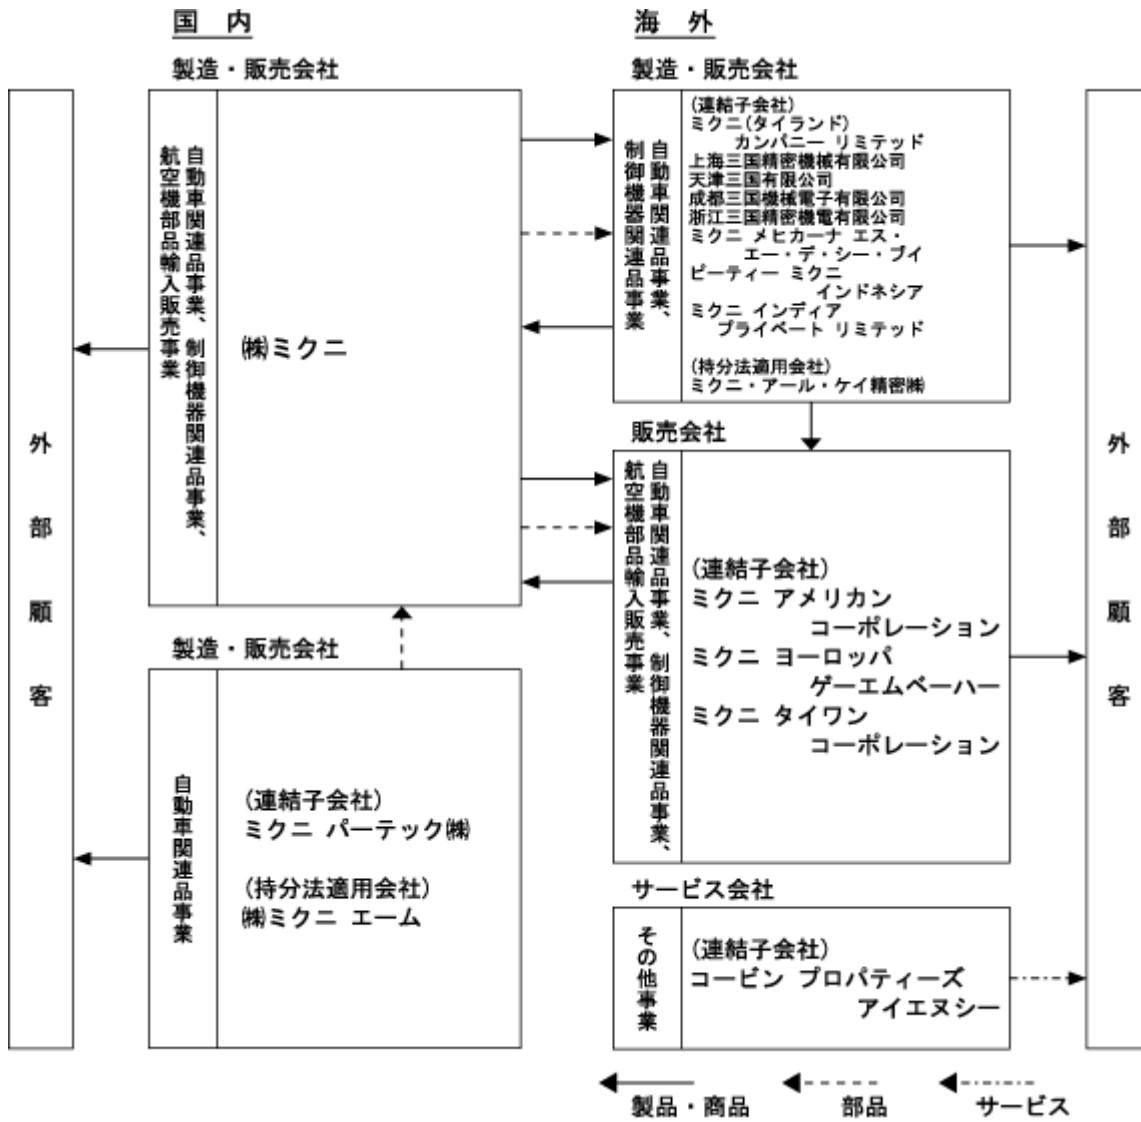 国 内
製造・販売会社
自動車関連品事業、制御機器関連品事業、
航空機部品輸入販売事業
㈱ミクニ
製造・販売会社
自動車関連品事業
(連結子会社)
ミクニ パーテック㈱
(持分法適用会社)
㈱ミクニ エーム
外部顧客
海 外
製造・販売会社
自動車関連品事業、
制御機器関連品事業
(連結子会社)
ミクニ(タイランド)
カンパニー リミテッド
上海三国精密機械有限公司
天津三国有限公司
成都三国機械電子有限公司
浙江三国精密機電有限公司
ミクニ メヒカーナ エス・
エー・デ・シー・ブイ
ピーティー ミクニ
インドネシア
ミクニ インディア
プライベート リミテッド
(持分法適用会社)
ミクニ・アール・ケイ精密㈱
販売会社
自動車関連品事業、制御機器関連品事業、
航空機部品輸入販売事業
(連結子会社)
ミクニ アメリカン
コーポレーション
ミクニ ヨーロッパ
ゲーエムベーハー
ミクニ タイワン
コーポレーション
サービス会社
その他事業
(連結子会社)
コービン プロパティーズ
アイエヌシー
外部顧客
製品・商品
部品
サービス